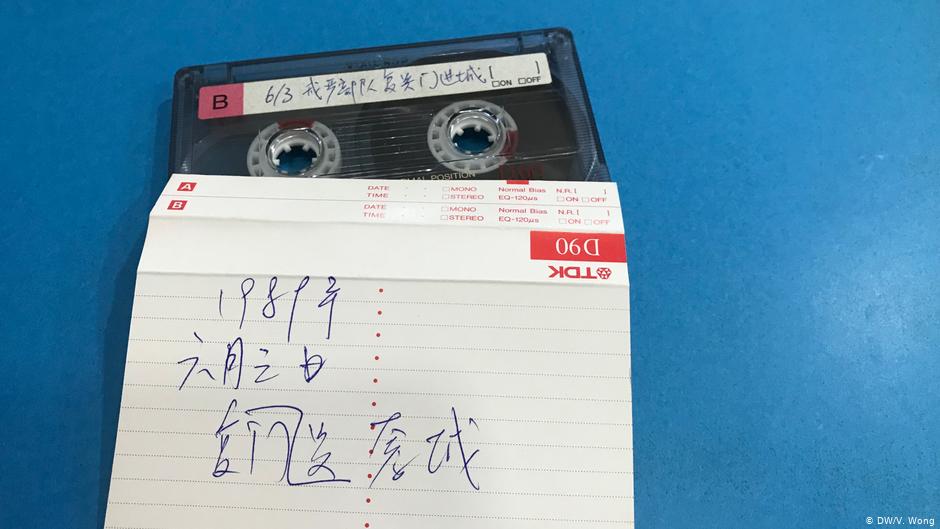 B 6/3 戒严部队复兴门进城 [ ] □ON □OFF
POSITION
A DATE · · □MONO Normal Bias N.R. [ ]
TIME · · □STEREO EQ-120μs □ON □OFF
B DATE · · □MONO Normal Bias N.R. [ ]
TIME · · □STEREO EQ-120μs □ON □OFF
D90
TDK
1989年
六月三日
城
© DW/V. Wong